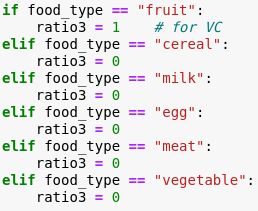 if food_type == "fruit":
    ratio3 = 1    # for VC
elif food_type == "cereal":
    ratio3 = 0
elif food_type == "milk":
    ratio3 = 0
elif food_type == "egg":
    ratio3 = 0
elif food_type == "meat":
    ratio3 = 0
elif food_type == "vegetable":
    ratio3 = 0